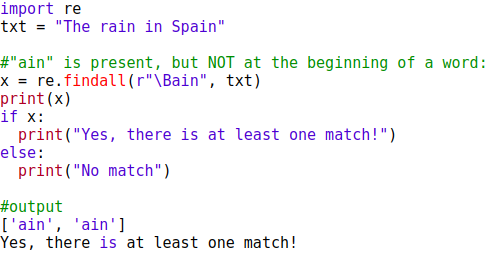 import re
txt = "The rain in Spain"
#"ain" is present, but NOT at the beginning of a word:
x = re.findall(r"\Bain", txt)
print(x)
if x:
  print("Yes, there is at least one match!")
else:
  print("No match")
#output
['ain', 'ain']
Yes, there is at least one match!